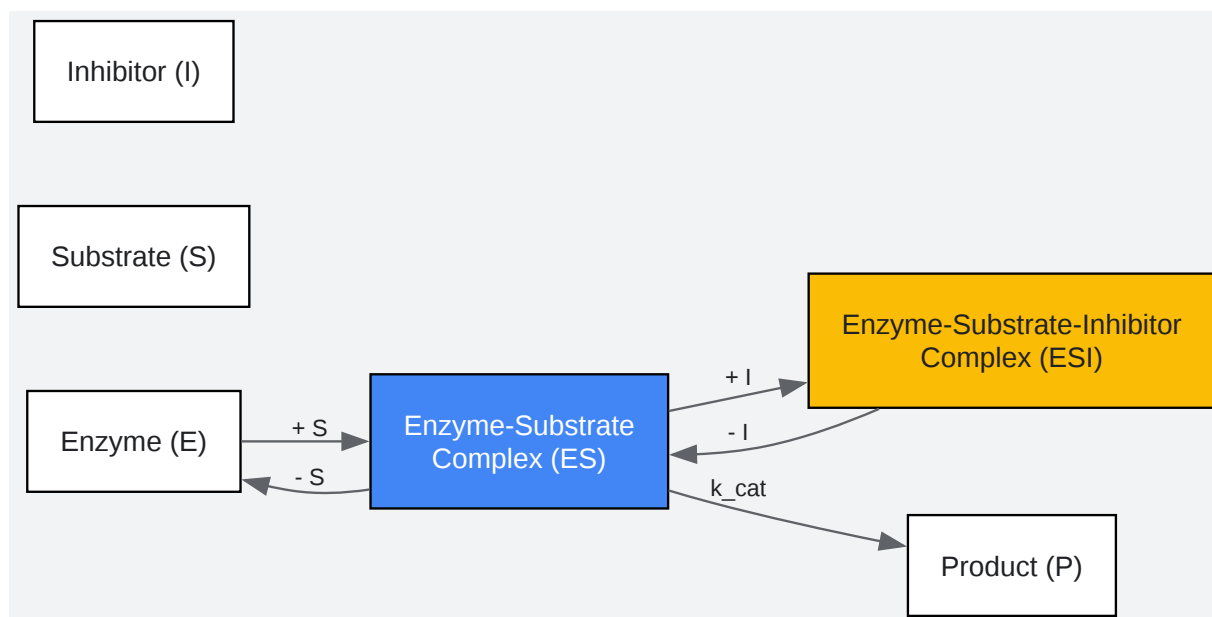 Inhibitor (I)
Substrate (S)
Enzyme-Substrate-Inhibitor
Complex (ESI)
+ I
- I
Enzyme (E)
+ S
- S
Enzyme-Substrate
Complex (ES)
k_cat
Product (P)